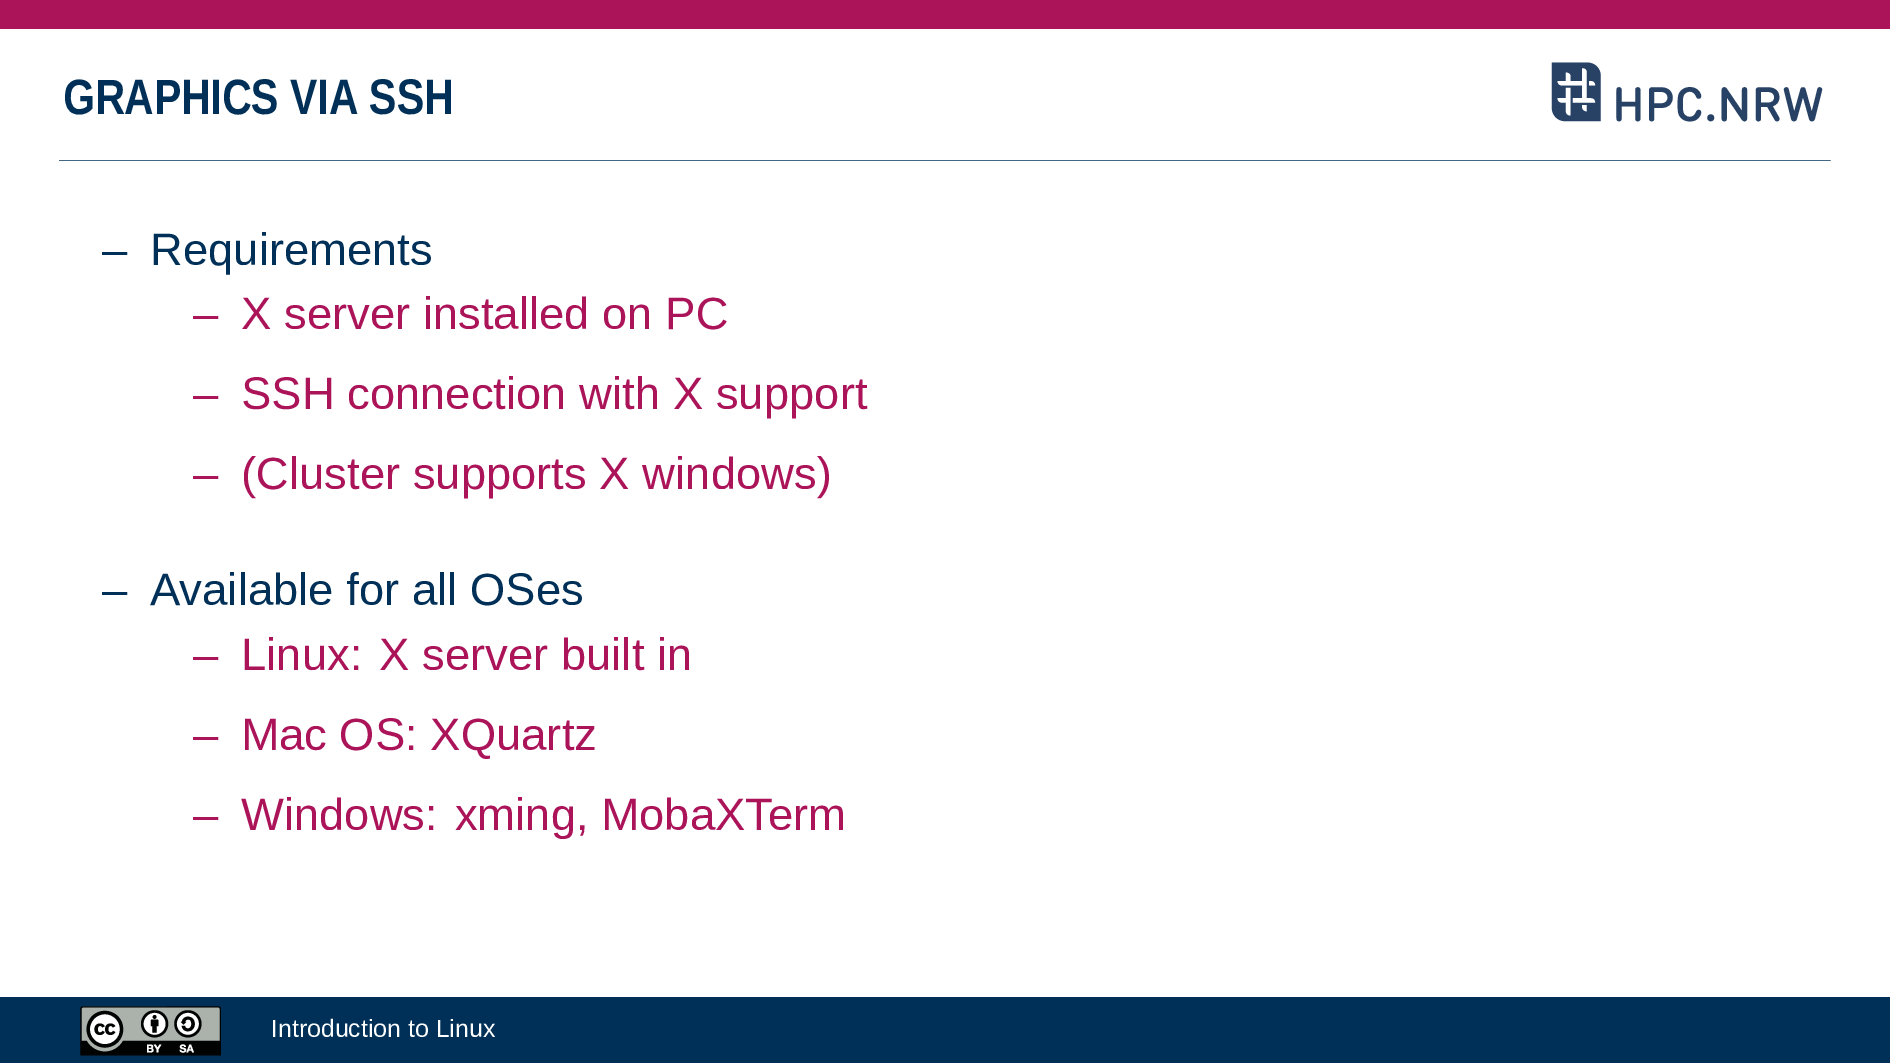 GRAPHICS VIA SSH
HPC.NRW
– Requirements
– X server installed on PC
– SSH connection with X support
– (Cluster supports X windows)
– Available for all OSes
– Linux: X server built in
– Mac OS: XQuartz
– Windows: xming, MobaXTerm
cc BY SA
Introduction to Linux